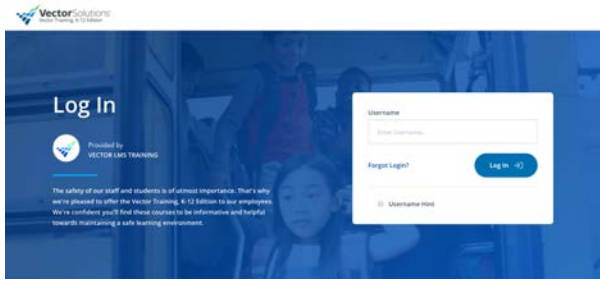 VectorSolutions
Vector Training, K-12 Edition
Log In
Provided by
VECTOR LMS TRAINING
The safety of our staff and students is of utmost importance. That's why
we're pleased to offer the Vector Training, K-12 Edition to our employees.
We're confident you'll find these courses to be informative and helpful
towards maintaining a safe learning environment.
Username
Enter Username.
Forgot Login?
Log In
Username Hint